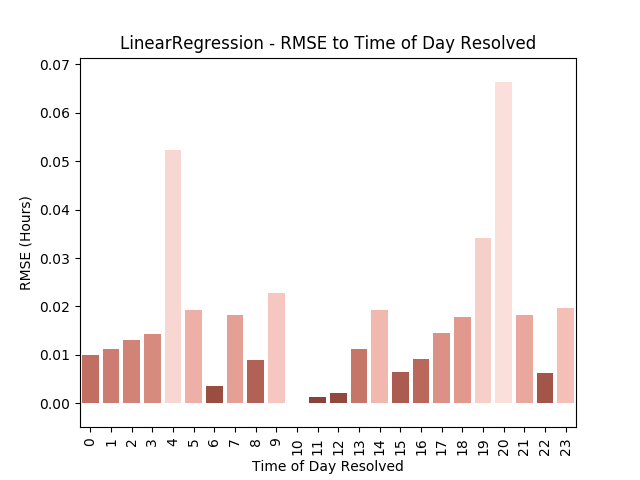 LinearRegression - RMSE to Time of Day Resolved
0.07
0.06
0.05
0.04
0.03
0.02
0.01
0.00
RMSE (Hours)
0 1 2 3 4 5 6 7 8 9 10 11 12 13 14 15 16 17 18 19 20 21 22 23
Time of Day Resolved